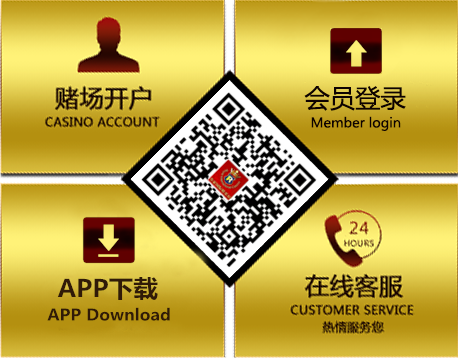 赌场开户
CASINO ACCOUNT
会员登录
Member login
APP下载
APP Download
24
HOURS
在线客服
CUSTOMER SERVICE
热情服务您